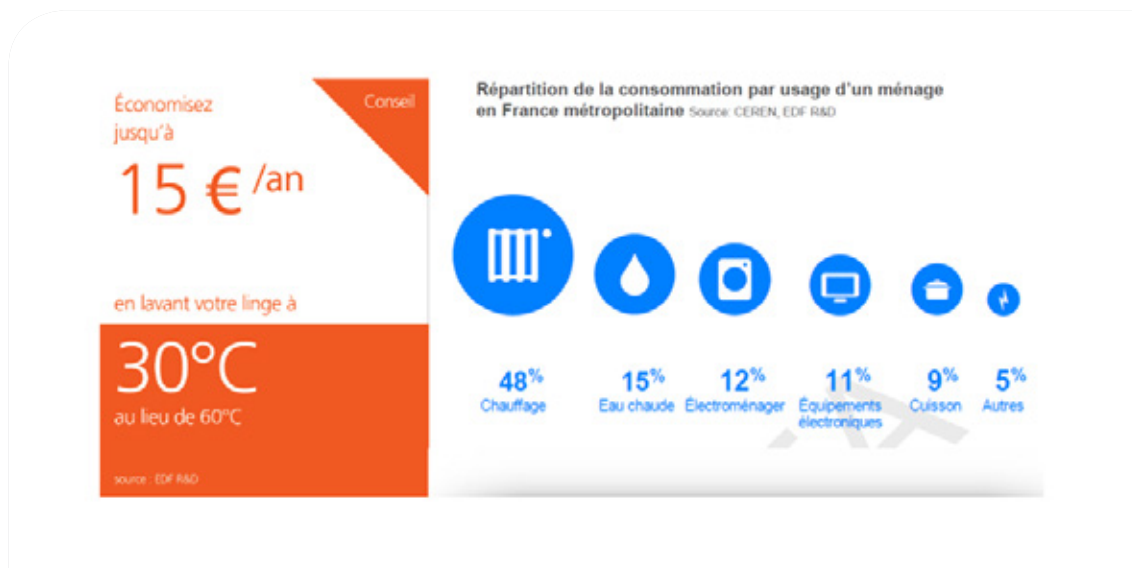 Économisez
jusqu'à
15 € /an
Conseil
en lavant votre linge à
30°C
au lieu de 60°C
source : EDF R&D
Répartition de la consommation par usage d'un ménage
en France métropolitaine Source: CEREN, EDF R&D
48% 15% 12% 11% 9% 5%
Chauffage Eau chaude Électroménager Équipements Cuisson Autres
électroniques